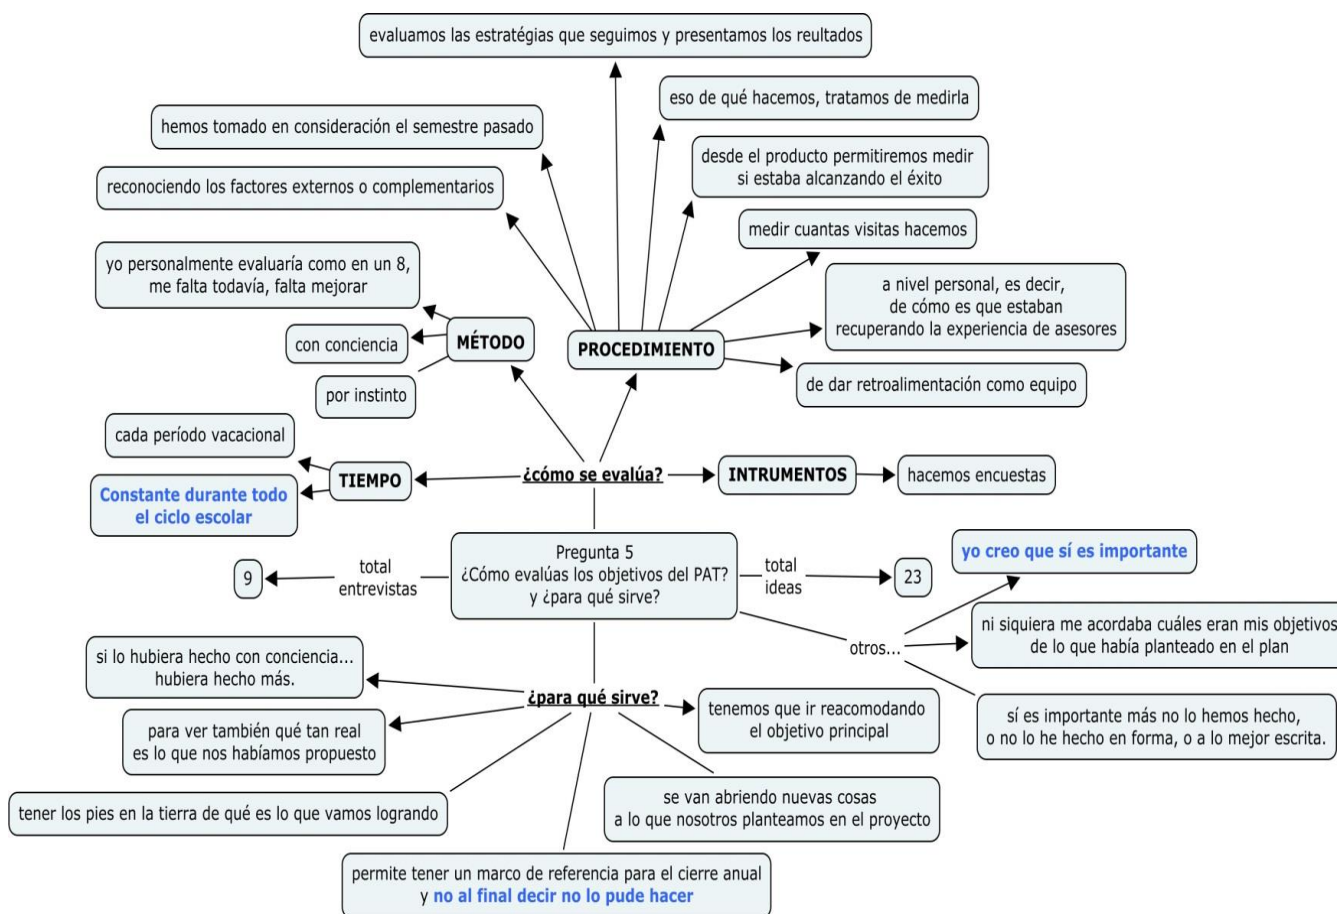 evaluamos las estratégias que seguimos y presentamos los reultados
eso de qué hacemos, tratamos de medirla
hemos tomado en consideración el semestre pasado
desde el producto permitiremos medir
si estaba alcanzando el éxito
reconociendo los factores externos o complementarios
medir cuantas visitas hacemos
yo personalmente evaluaría como en un 8,
me falta todavía, falta mejorar
a nivel personal, es decir,
de cómo es que estaban
recuperando la experiencia de asesores
con conciencia
MÉTODO
PROCEDIMIENTO
por instinto
de dar retroalimentación como equipo
cada período vacacional
TIEMPO
¿cómo se evalúa?
INTRUMENTOS
hacemos encuestas
Constante durante todo
el ciclo escolar
yo creo que sí es importante
9
total
entrevistas
Pregunta 5
¿Cómo evalúas los objetivos del PAT?
y ¿para qué sirve?
total
ideas
23
otros...
ni siquiera me acordaba cuáles eran mis objetivos
de lo que había planteado en el plan
si lo hubiera hecho con conciencia...
hubiera hecho más.
¿para qué sirve?
tenemos que ir reacomodando
el objetivo principal
sí es importante más no lo hemos hecho,
o no lo he hecho en forma, o a lo mejor escrita.
para ver también qué tan real
es lo que nos habíamos propuesto
tener los pies en la tierra de qué es lo que vamos logrando
se van abriendo nuevas cosas
a lo que nosotros planteamos en el proyecto
permite tener un marco de referencia para el cierre anual
y no al final decir no lo pude hacer